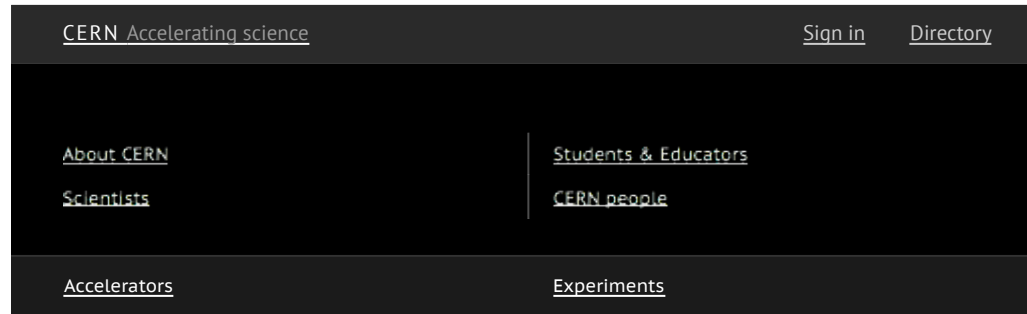 CERN Accelerating science
Sign in
Directory
About CERN
Students & Educators
Scientists
CERN people
Accelerators
Experiments